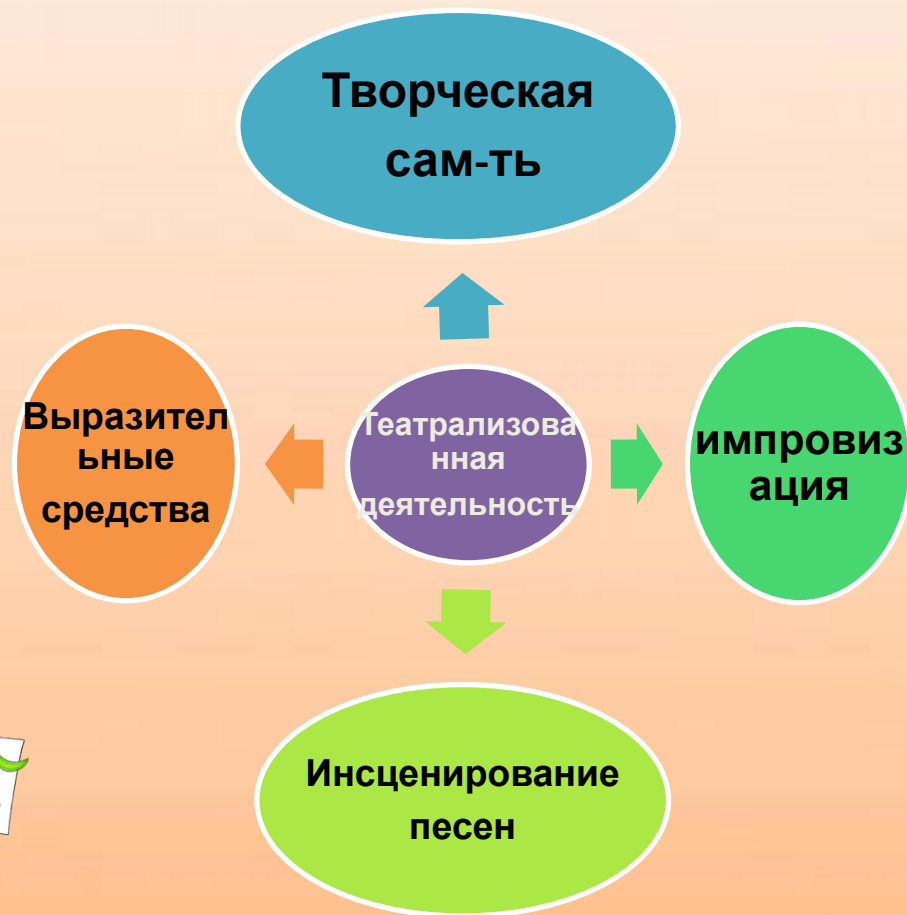 Творческая
сам-ть
Выразител
ьные
средства
Театрализова
нная
деятельность
импровиз
ация
Инсценирование
песен